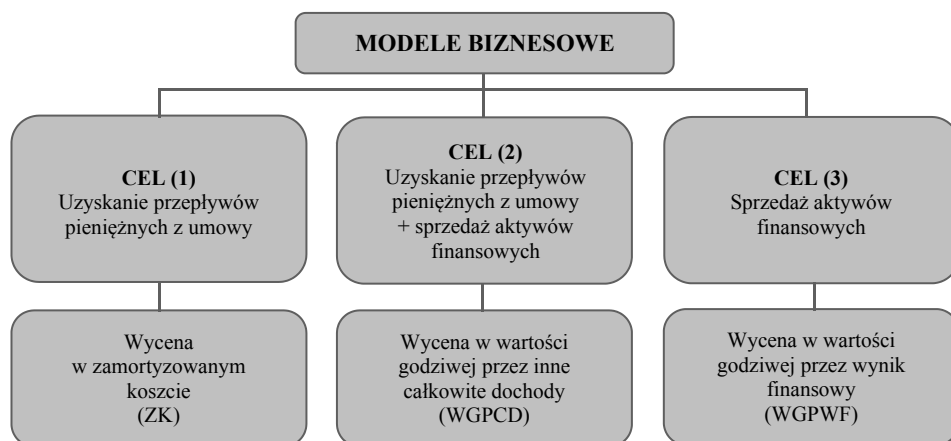 MODELE BIZNESOWE
CEL (1)
Uzyskanie przepływów
pieniężnych z umowy
CEL (2)
Uzyskanie przepływów
pieniężnych z umowy
+ sprzedaż aktywów
finansowych
CEL (3)
Sprzedaż aktywów
finansowych
Wycena
w zamortyzowanym
koszcie
(ZK)
Wycena w wartości
godziwej przez inne
całkowite dochody
(WGPCD)
Wycena w wartości
godziwej przez wynik
finansowy
(WGPWF)